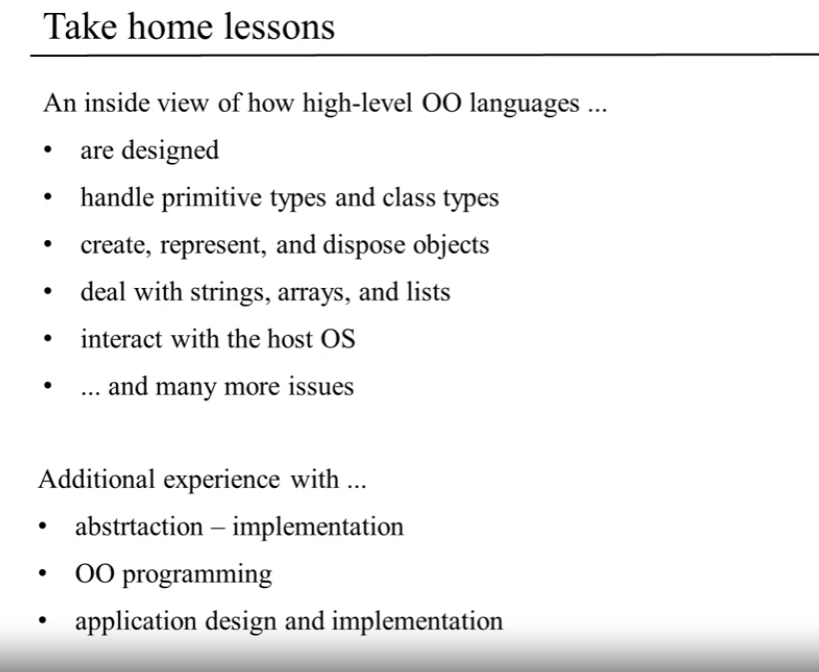 Take home lessons
An inside view of how high-level OO languages ...
• are designed
• handle primitive types and class types
• create, represent, and dispose objects
• deal with strings, arrays, and lists
• interact with the host OS
• ... and many more issues
Additional experience with ...
• abstrtaction – implementation
• OO programming
• application design and implementation